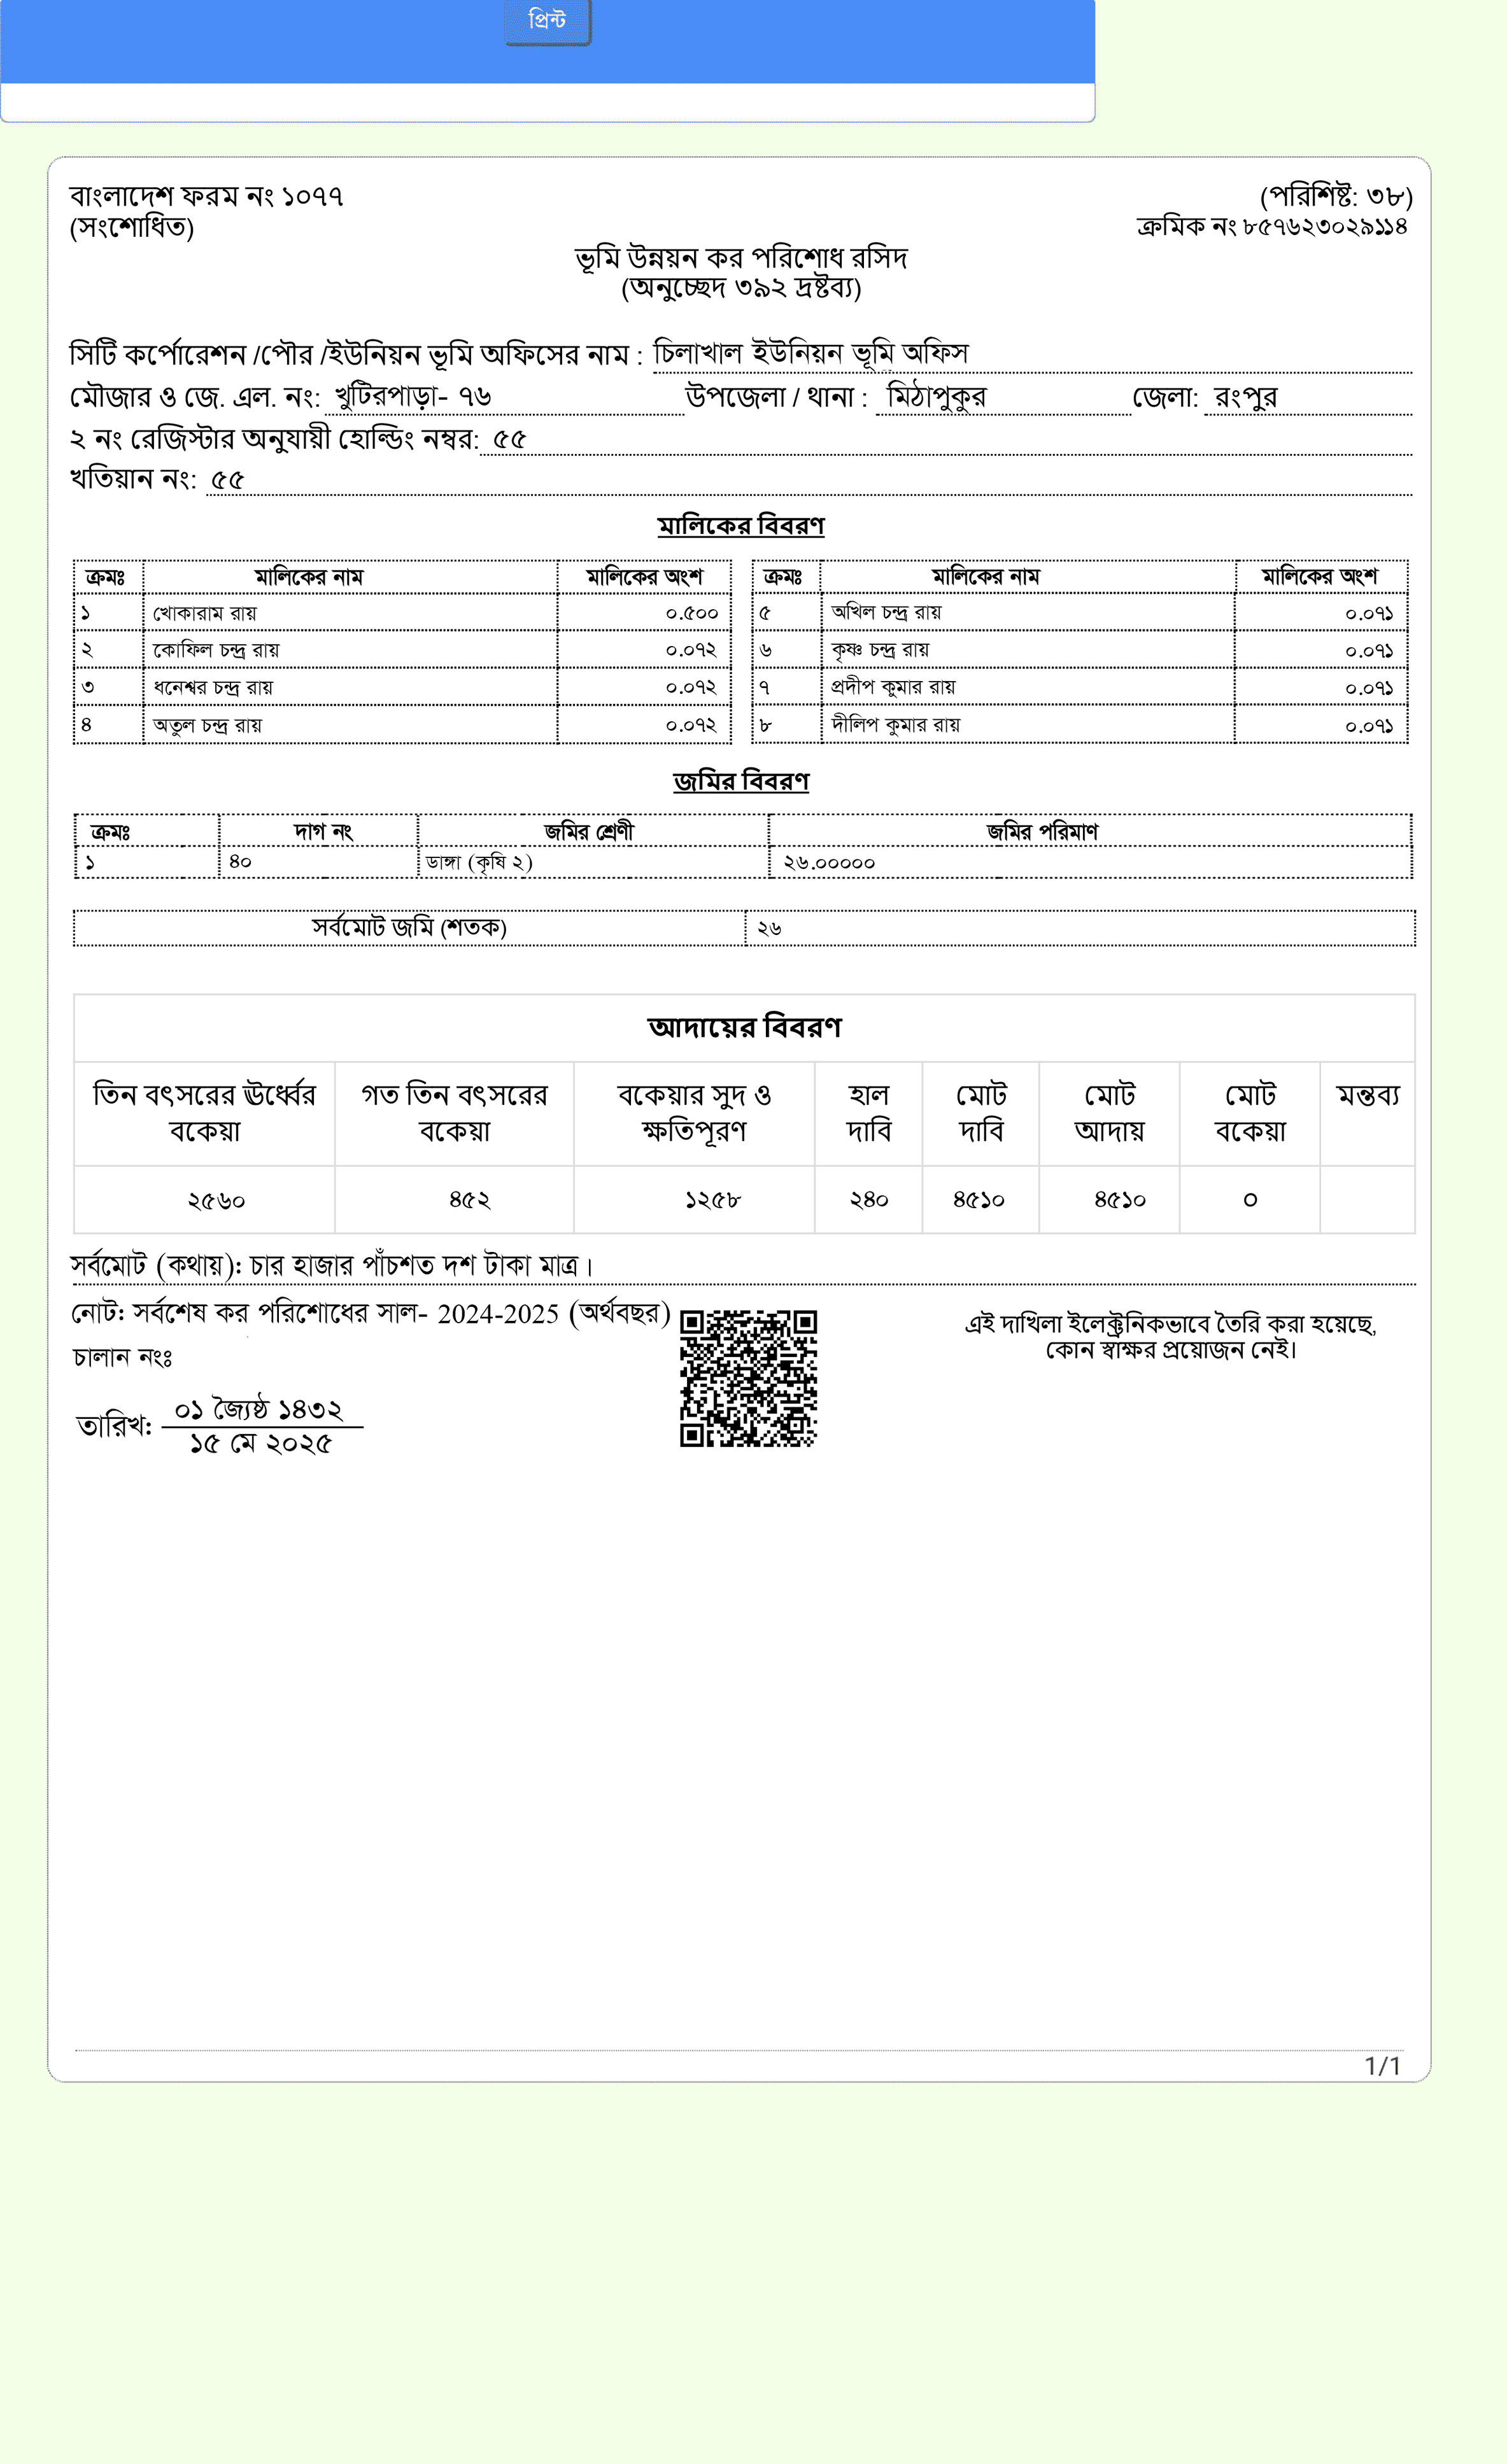 প্রিন্ট
বাংলাদেশ ফরম নং ১০৭৭
(পরিশিষ্ট: ৩৮)
(সংশোধিত)
ক্রমিক নং ৮৫৭৬২৩০২৯১১৪
ভূমি উন্নয়ন কর পরিশোধ রসিদ
(অনুচ্ছেদ ৩৯২ দ্রষ্টব্য)
সিটি কর্পোরেশন /পৌর /ইউনিয়ন ভূমি অফিসের নাম : চিলাখাল ইউনিয়ন ভূমি অফিস
মৌজার ও জে. এল. নং: খুটিরপাড়া- ৭৬ উপজেলা / থানা : মিঠাপুকুর জেলা: রংপুর
২ নং রেজিস্টার অনুযায়ী হোল্ডিং নম্বর: ৫৫
খতিয়ান নং: ৫৫
মালিকের বিবরণ
ক্রমঃ মালিকের নাম মালিকের অংশ ক্রমঃ মালিকের নাম মালিকের অংশ
১ খোকারাম রায় ০.৫০০ ৫ অখিল চন্দ্র রায় ০.০৭১
২ কোফিল চন্দ্র রায় ০.০৭২ ৬ কৃষ্ণ চন্দ্র রায় ০.০৭১
৩ ধনেশ্বর চন্দ্র রায় ০.০৭২ ৭ প্রদীপ কুমার রায় ০.০৭১
৪ অতুল চন্দ্র রায় ০.০৭২ ৮ দীলিপ কুমার রায় ০.০৭১
জমির বিবরণ
ক্রমঃ দাগ নং জমির শ্রেণী জমির পরিমাণ
১ ৪০ ডাঙ্গা (কৃষি ২) ২৬.০০০০০
সর্বমোট জমি (শতক) ২৬
আদায়ের বিবরণ
তিন বৎসরের ঊর্ধ্বের গত তিন বৎসরের বকেয়ার সুদ ও হাল মোট মোট মোট মন্তব্য
বকেয়া বকেয়া ক্ষতিপূরণ দাবি দাবি আদায় বকেয়া
২৫৬০ ৪৫২ ১২৫৮ ২৪০ ৪৫১০ ৪৫১০ ০
সর্বমোট (কথায়): চার হাজার পাঁচশত দশ টাকা মাত্র।
নোট: সর্বশেষ কর পরিশোধের সাল- 2024-2025 (অর্থবছর)
চালান নংঃ
তারিখ: ০১ জ্যৈষ্ঠ ১৪৩২
১৫ মে ২০২৫
এই দাখিলা ইলেক্ট্রনিকভাবে তৈরি করা হয়েছে,
কোন স্বাক্ষর প্রয়োজন নেই।
1/1